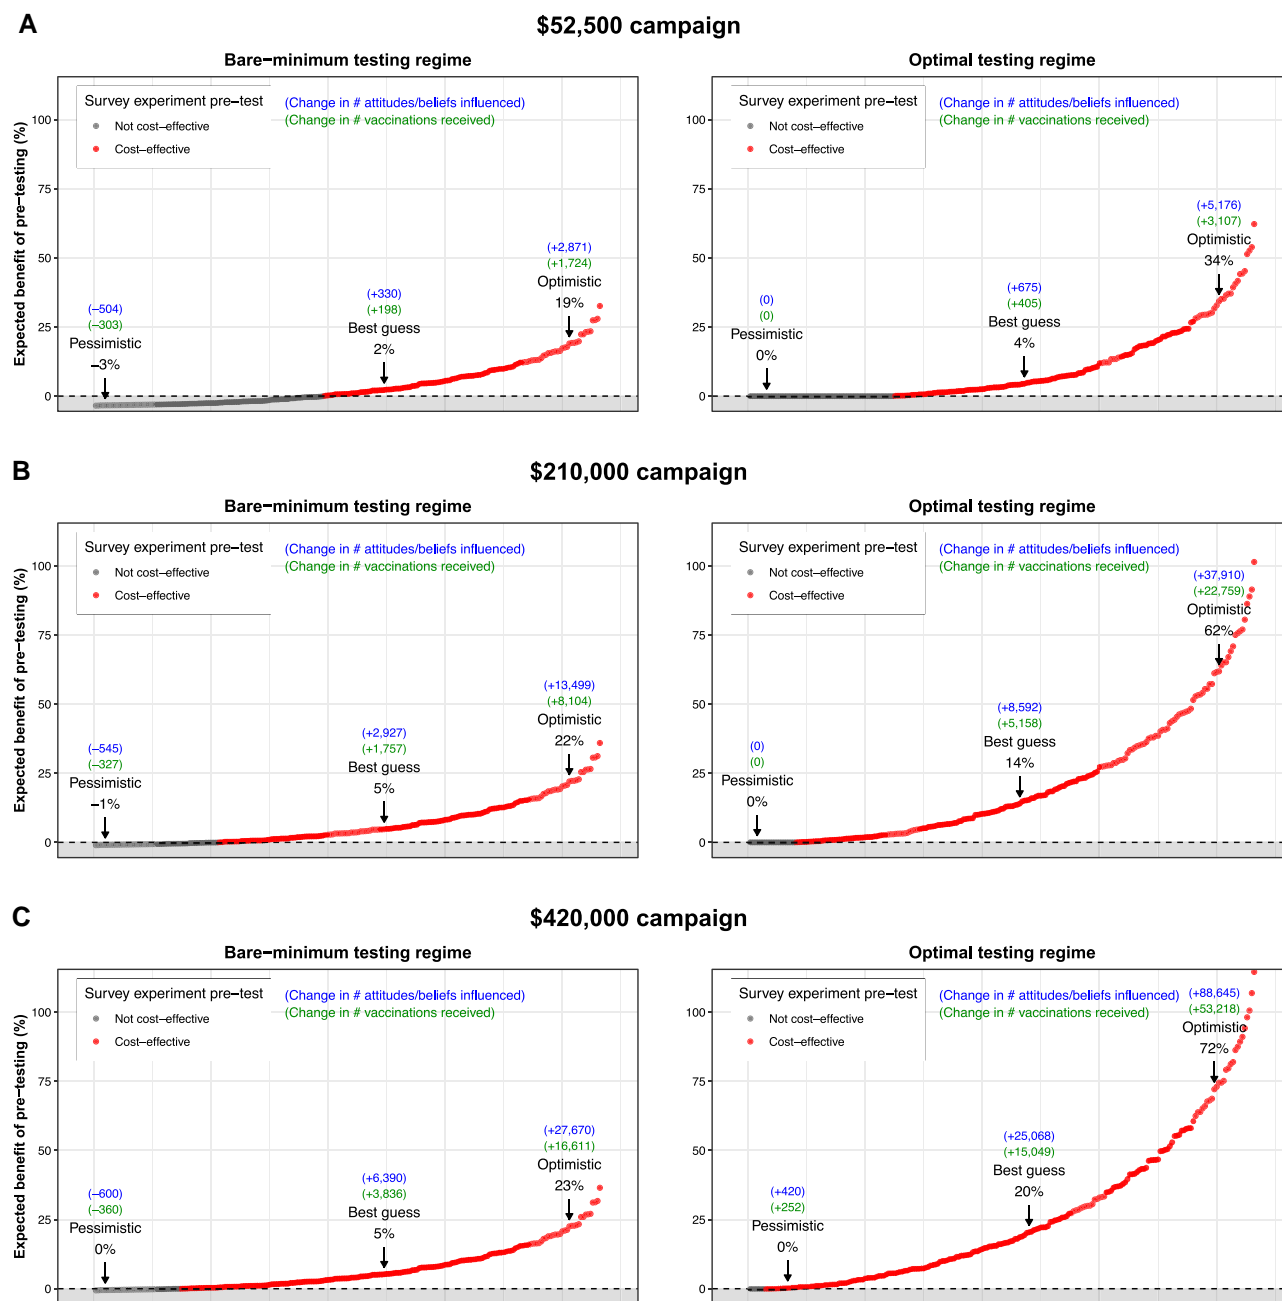 A
$52,500 campaign
Bare−minimum testing regime
Optimal testing regime
Expected benefit of pre−testing (%)
100
75
50
25
0
Survey experiment pre−test
Not cost−effective
Cost−effective
(Change in # attitudes/beliefs influenced)
(Change in # vaccinations received)
(−504)
(−303)
Pessimistic
−3%
(+330)
(+198)
Best guess
2%
(+2,871)
(+1,724)
Optimistic
19%
100
75
50
25
0
Survey experiment pre−test
Not cost−effective
Cost−effective
(Change in # attitudes/beliefs influenced)
(Change in # vaccinations received)
(0)
(0)
Pessimistic
0%
(+675)
(+405)
Best guess
4%
(+5,176)
(+3,107)
Optimistic
34%
B
$210,000 campaign
Bare−minimum testing regime
Optimal testing regime
Expected benefit of pre−testing (%)
100
75
50
25
0
Survey experiment pre−test
Not cost−effective
Cost−effective
(Change in # attitudes/beliefs influenced)
(Change in # vaccinations received)
(−545)
(−327)
Pessimistic
−1%
(+2,927)
(+1,757)
Best guess
5%
(+13,499)
(+8,104)
Optimistic
22%
100
75
50
25
0
Survey experiment pre−test
Not cost−effective
Cost−effective
(Change in # attitudes/beliefs influenced)
(Change in # vaccinations received)
(0)
(0)
Pessimistic
0%
(+8,592)
(+5,158)
Best guess
14%
(+37,910)
(+22,759)
Optimistic
62%
C
$420,000 campaign
Bare−minimum testing regime
Optimal testing regime
Expected benefit of pre−testing (%)
100
75
50
25
0
Survey experiment pre−test
Not cost−effective
Cost−effective
(Change in # attitudes/beliefs influenced)
(Change in # vaccinations received)
(−600)
(−360)
Pessimistic
0%
(+6,390)
(+3,836)
Best guess
5%
(+27,670)
(+16,611)
Optimistic
23%
100
75
50
25
0
Survey experiment pre−test
Not cost−effective
Cost−effective
(Change in # attitudes/beliefs influenced)
(Change in # vaccinations received)
(+420)
(+252)
Pessimistic
0%
(+25,068)
(+15,049)
Best guess
20%
(+88,645)
(+53,218)
Optimistic
72%